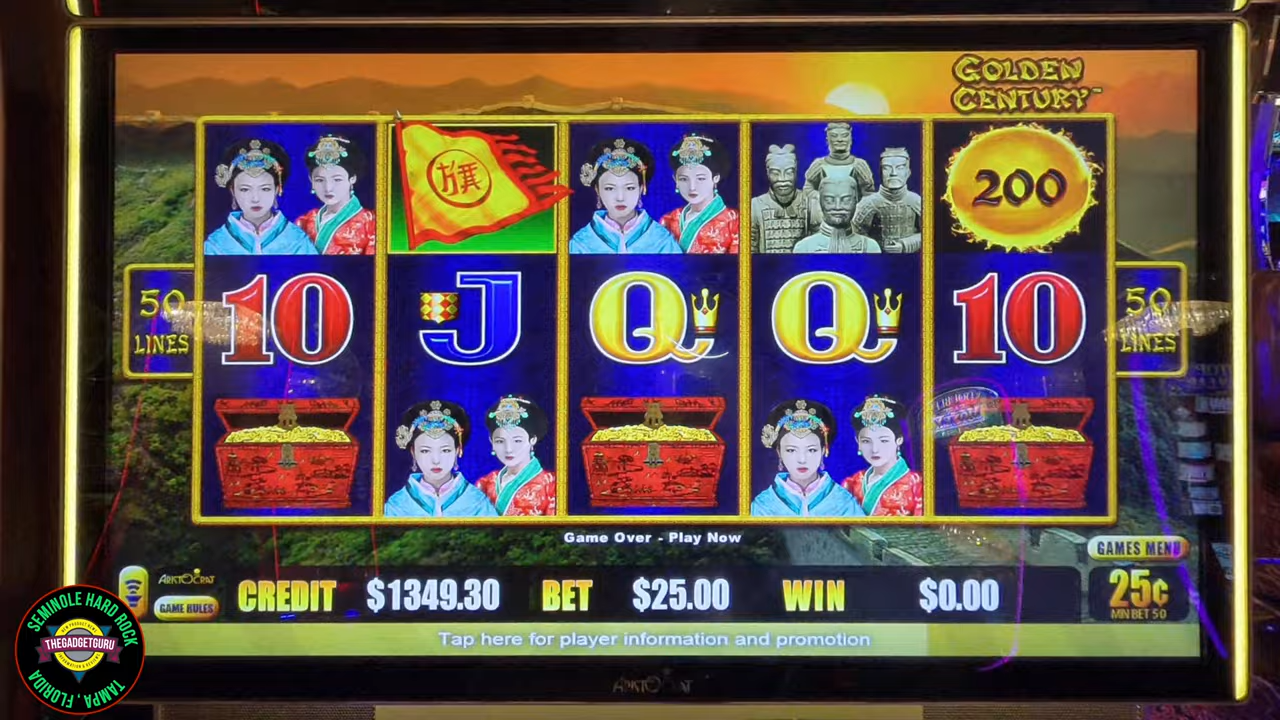 GOLDEN
CENTURY™
旗
200
50
LINES
10
J
Q
Q
10
50
LINES
Game Over - Play Now
GAMES MENU
ARISTOCRAT
GAME RULES
CREDIT $1349.30 BET $25.00 WIN $0.00
25¢
MIN BET 50
Tap here for player information and promotion
ARISTOCRAT
SEMINOLE HARD ROCK
THEGADGETGURU
TAMPA, FLORIDA